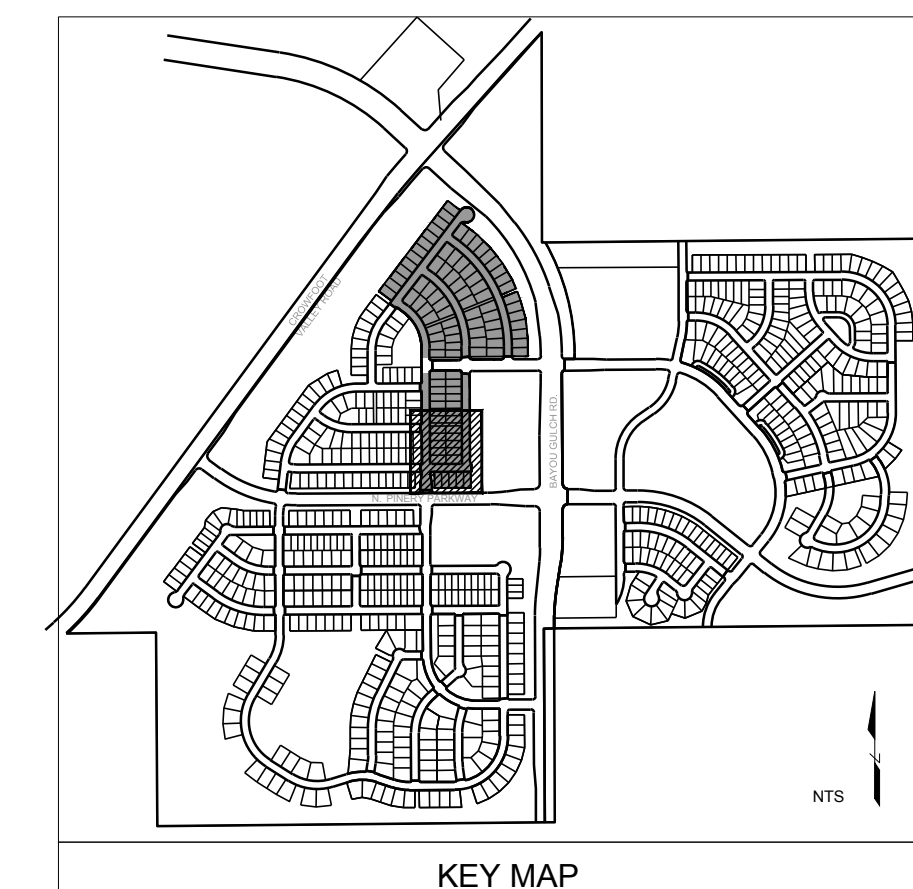 CROWFOOT
VALLEY ROAD
BAYOU GULCH RD.
N. PINERY PARKWAY
NTS
KEY MAP